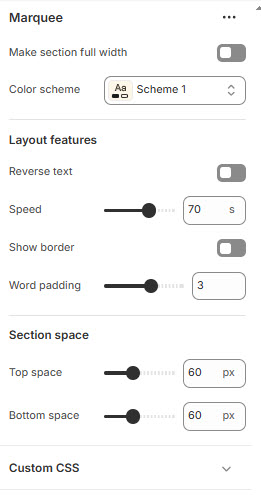 Marquee
Make section full width
Color scheme Aa Scheme 1
Layout features
Reverse text
Speed 70 s
Show border
Word padding 3
Section space
Top space 60 px
Bottom space 60 px
Custom CSS